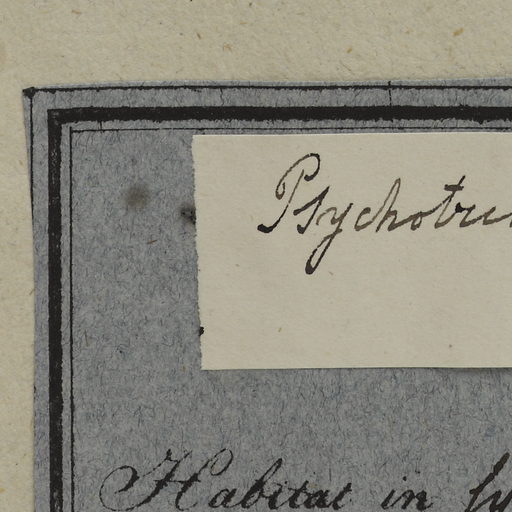 Psychotri
Habitat in sy